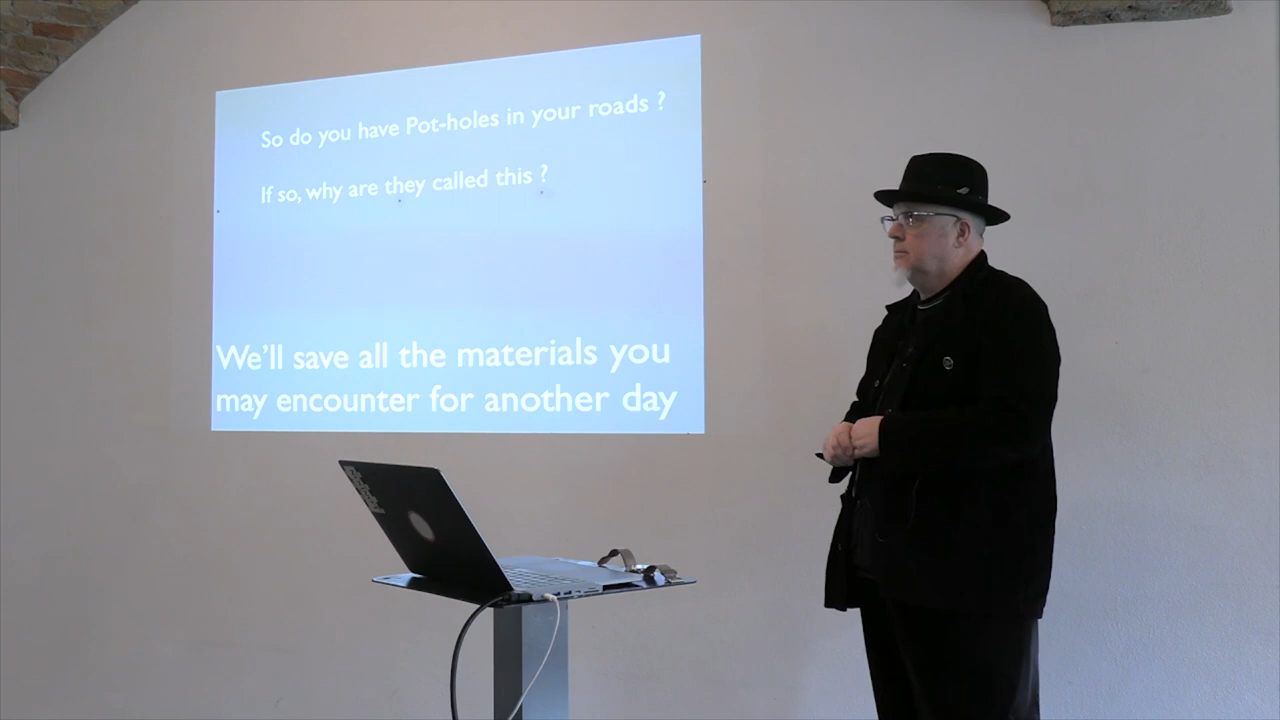 So do you have Pot-holes in your roads ?
If so, why are they called this ?
We'll save all the materials you
may encounter for another day